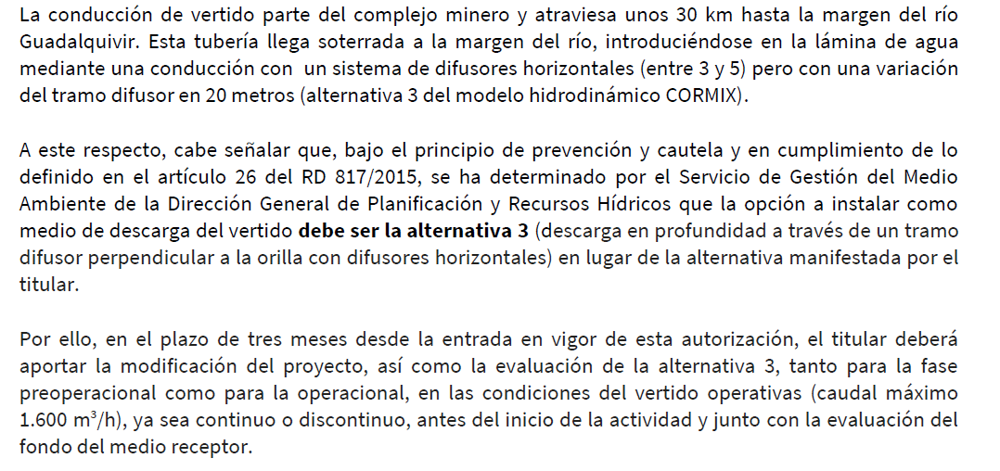 La conducción de vertido parte del complejo minero y atraviesa unos 30 km hasta la margen del río
Guadalquivir. Esta tubería llega soterrada a la margen del río, introduciéndose en la lámina de agua
mediante una conducción con un sistema de difusores horizontales (entre 3 y 5) pero con una variación
del tramo difusor en 20 metros (alternativa 3 del modelo hidrodinámico CORMIX).
A este respecto, cabe señalar que, bajo el principio de prevención y cautela y en cumplimiento de lo
definido en el artículo 26 del RD 817/2015, se ha determinado por el Servicio de Gestión del Medio
Ambiente de la Dirección General de Planificación y Recursos Hídricos que la opción a instalar como
medio de descarga del vertido debe ser la alternativa 3 (descarga en profundidad a través de un tramo
difusor perpendicular a la orilla con difusores horizontales) en lugar de la alternativa manifestada por el
titular.
Por ello, en el plazo de tres meses desde la entrada en vigor de esta autorización, el titular deberá
aportar la modificación del proyecto, así como la evaluación de la alternativa 3, tanto para la fase
preoperacional como para la operacional, en las condiciones del vertido operativas (caudal máximo
1.600 m³/h), ya sea continuo o discontinuo, antes del inicio de la actividad y junto con la evaluación del
fondo del medio receptor.